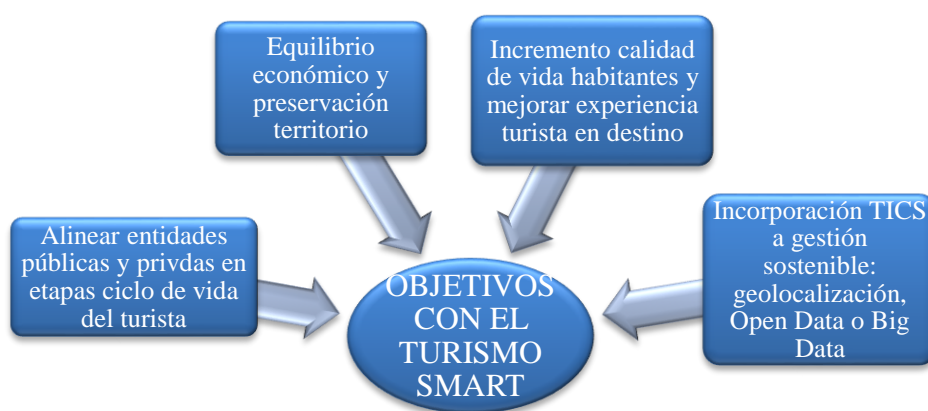 Equilibrio
económico y
preservación
territorio
Incremento calidad
de vida habitantes y
mejorar experiencia
turista en destino
Alinear entidades
públicas y privdas en
etapas ciclo de vida
del turista
Incorporación TICS
a gestión
sostenible:
geolocalización,
Open Data o Big
Data
OBJETIVOS
CON EL
TURISMO
SMART